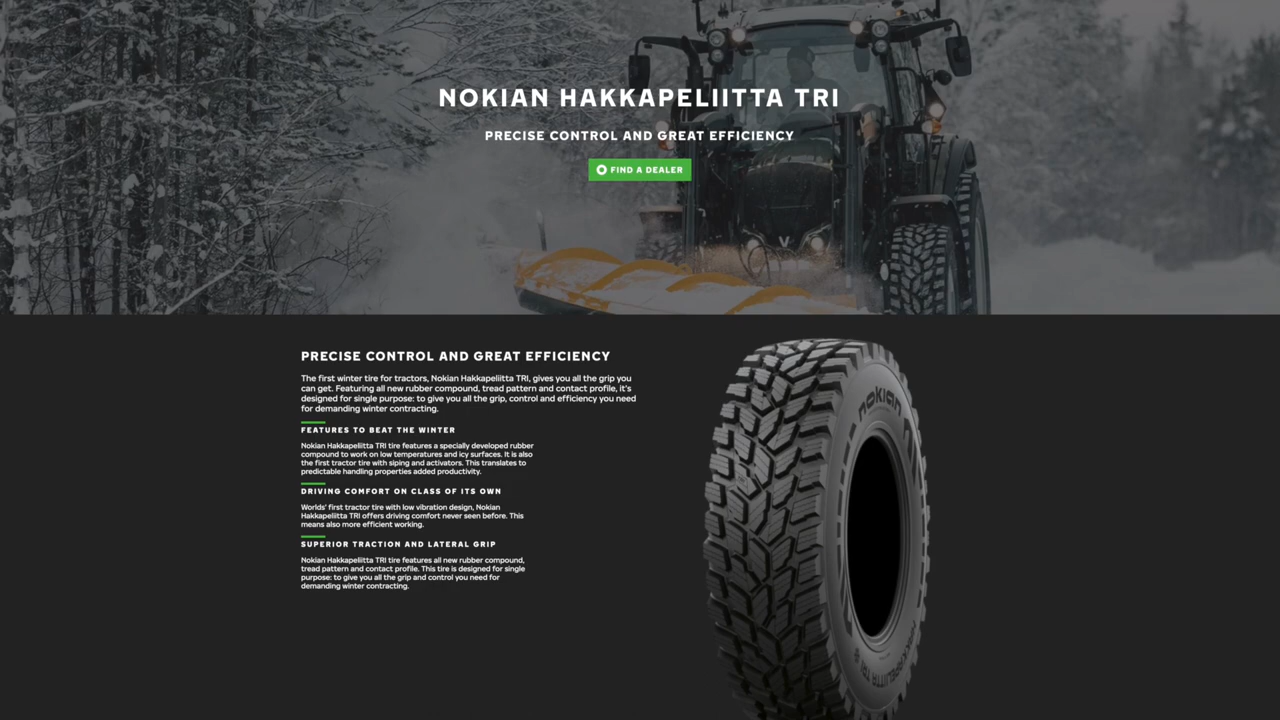 NOKIAN HAKKAPELIITTA TRI
PRECISE CONTROL AND GREAT EFFICIENCY
FIND A DEALER
PRECISE CONTROL AND GREAT EFFICIENCY
The first winter tire for tractors, Nokian Hakkapeliitta TRI, gives you all the grip you
can get. Featuring all new rubber compound, tread pattern and contact profile, it's
designed for single purpose: to give you all the grip, control and efficiency you need
for demanding winter contracting.
FEATURES TO BEAT THE WINTER
Nokian Hakkapeliitta TRI tire features a specially developed rubber
compound to work on low temperatures and icy surfaces. It is also
the first tractor tire with siping and activators. This translates to
predictable handling properties added productivity.
DRIVING COMFORT ON CLASS OF ITS OWN
Worlds' first tractor tire with low vibration design, Nokian
Hakkapeliitta TRI offers driving comfort never seen before. This
means also more efficient working.
SUPERIOR TRACTION AND LATERAL GRIP
Nokian Hakkapeliitta TRI tire features all new rubber compound,
tread pattern and contact profile. This tire is designed for single
purpose: to give you all the grip and control you need for
demanding winter contracting.
nokian
HAKKAPELIITTA TRI